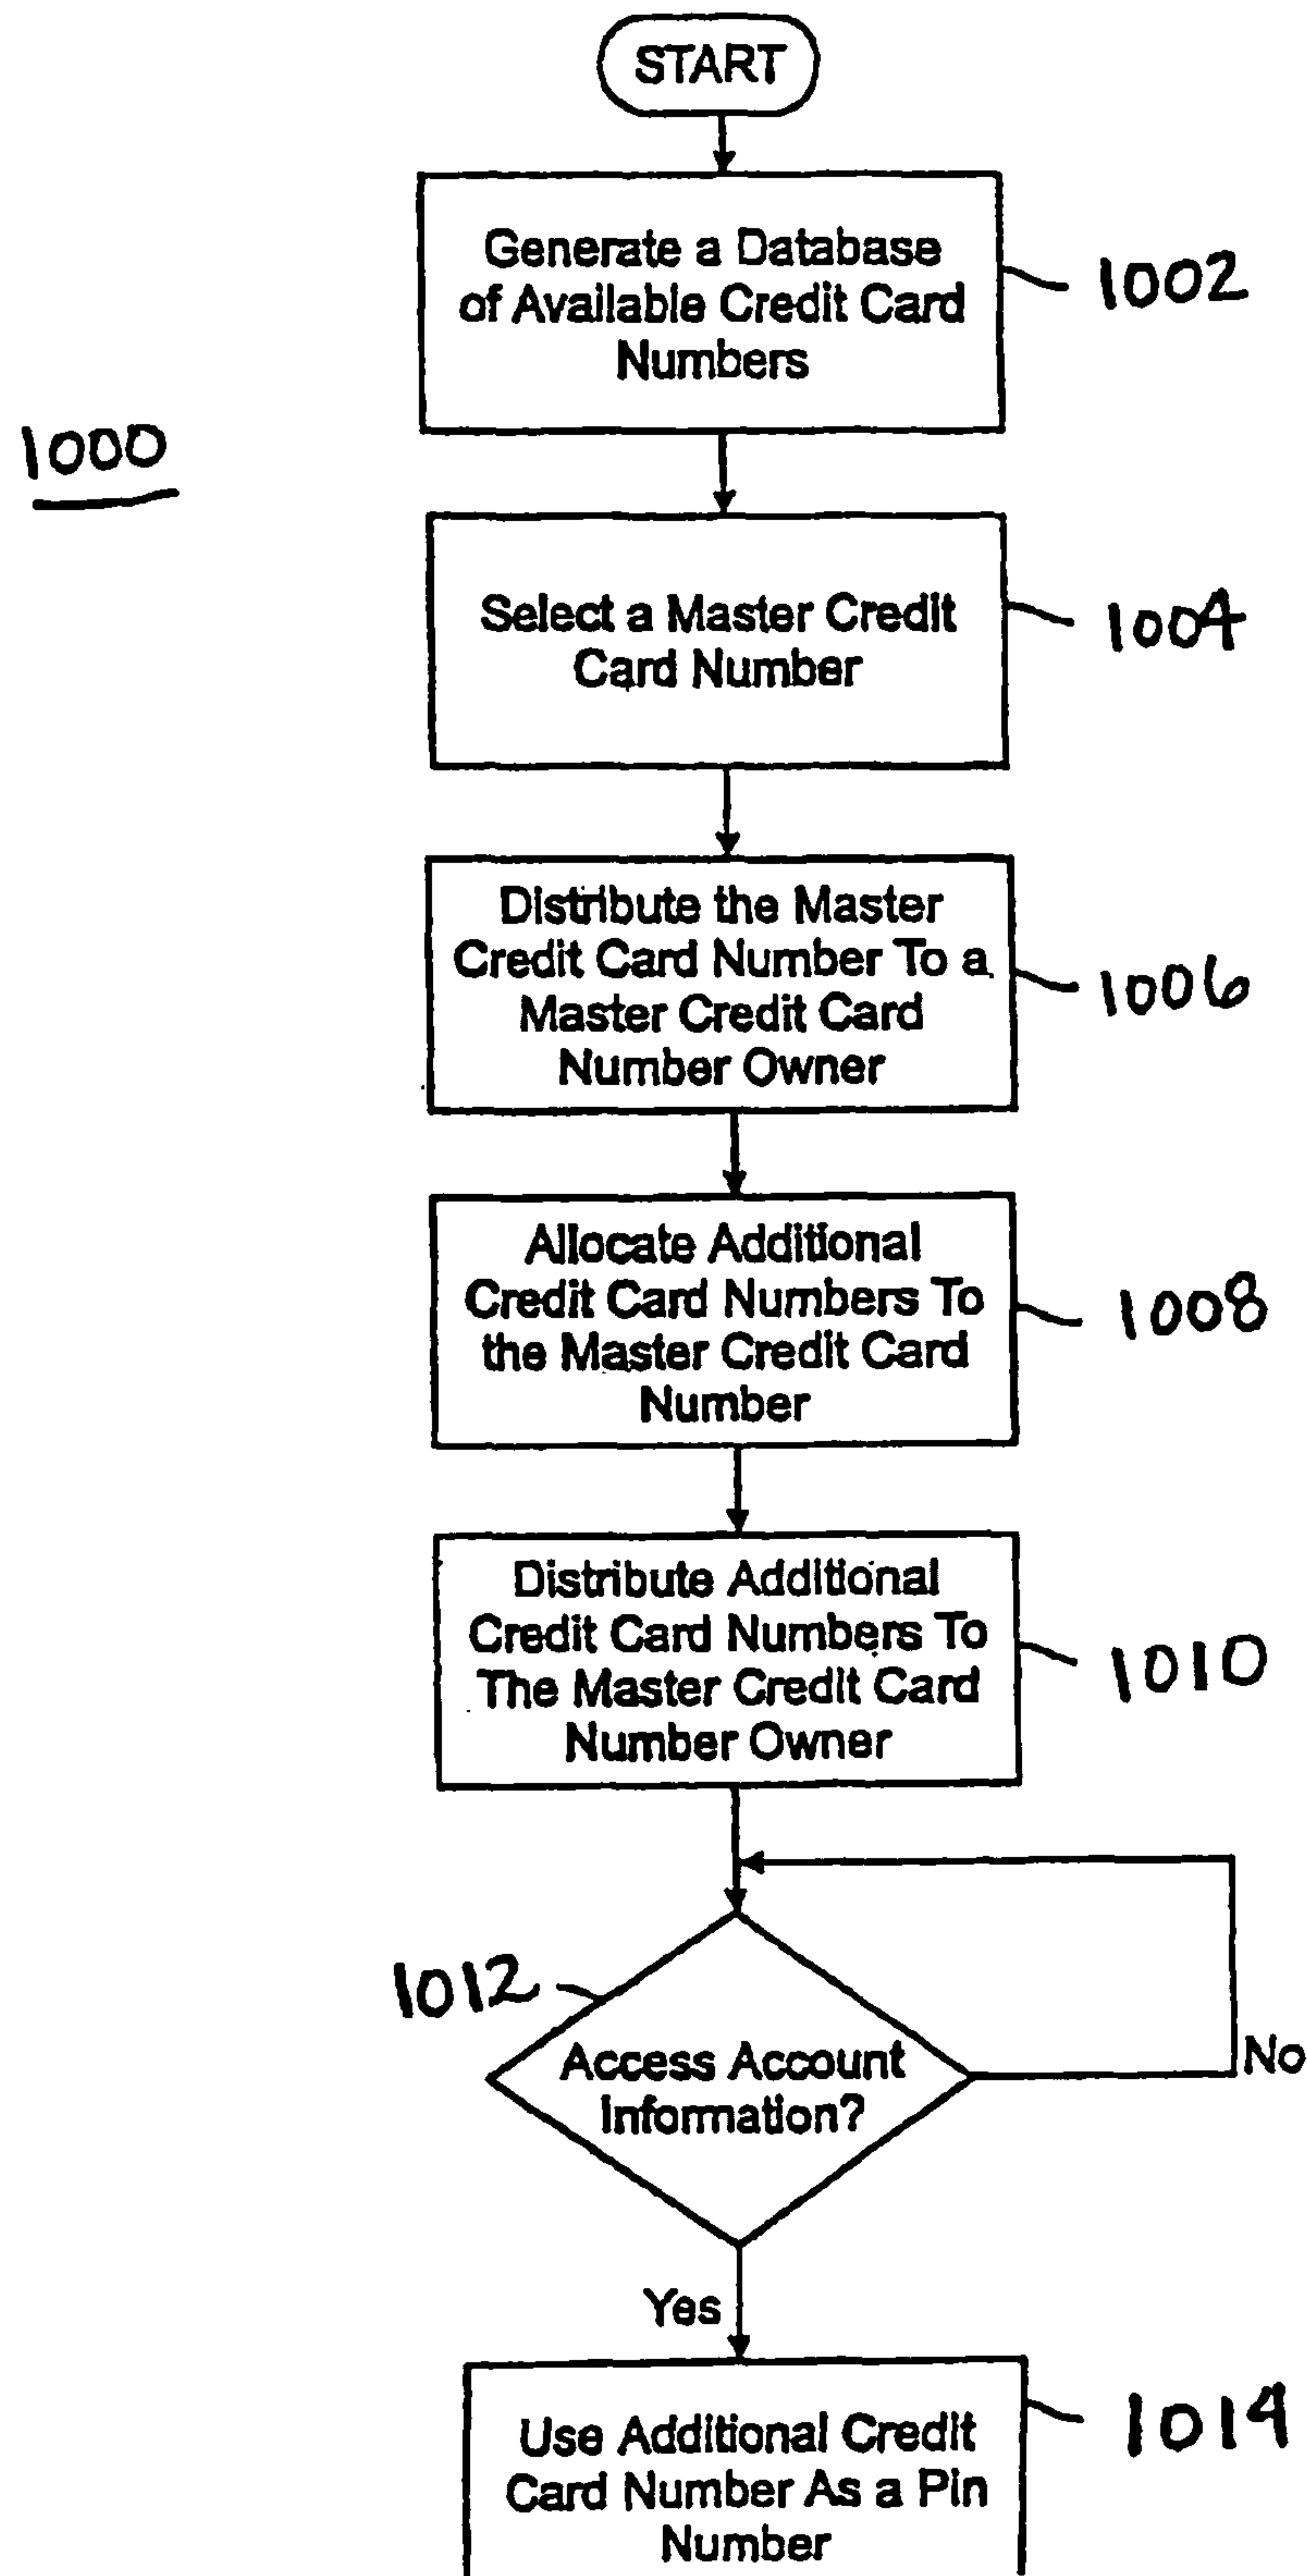 START
Generate a Database
of Available Credit Card
Numbers
1002
1000
Select a Master Credit
Card Number
1004
Distribute the Master
Credit Card Number To a
Master Credit Card
Number Owner
1006
Allocate Additional
Credit Card Numbers To
the Master Credit Card
Number
1008
Distribute Additional
Credit Card Numbers To
The Master Credit Card
Number Owner
1010
1012
Access Account
Information?
No
Yes
Use Additional Credit
Card Number As a Pin
Number
1014